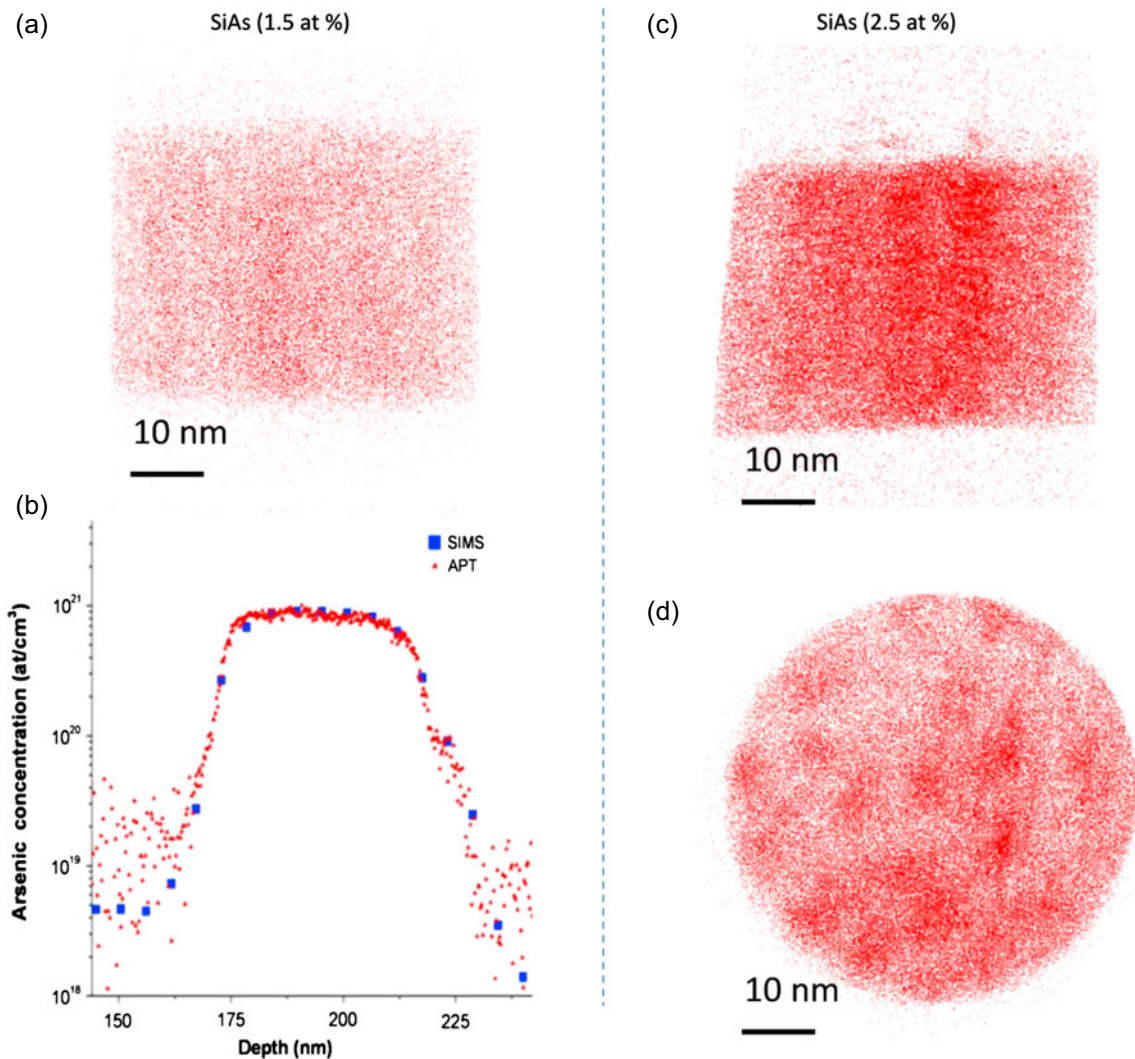 (a)
SiAs (1.5 at %)
10 nm
(b)
SIMS
APT
Arsenic concentration (at/cm³)
10²¹
10²⁰
10¹⁹
10¹⁸
150 175 200 225
Depth (nm)
(c)
SiAs (2.5 at %)
10 nm
(d)
10 nm